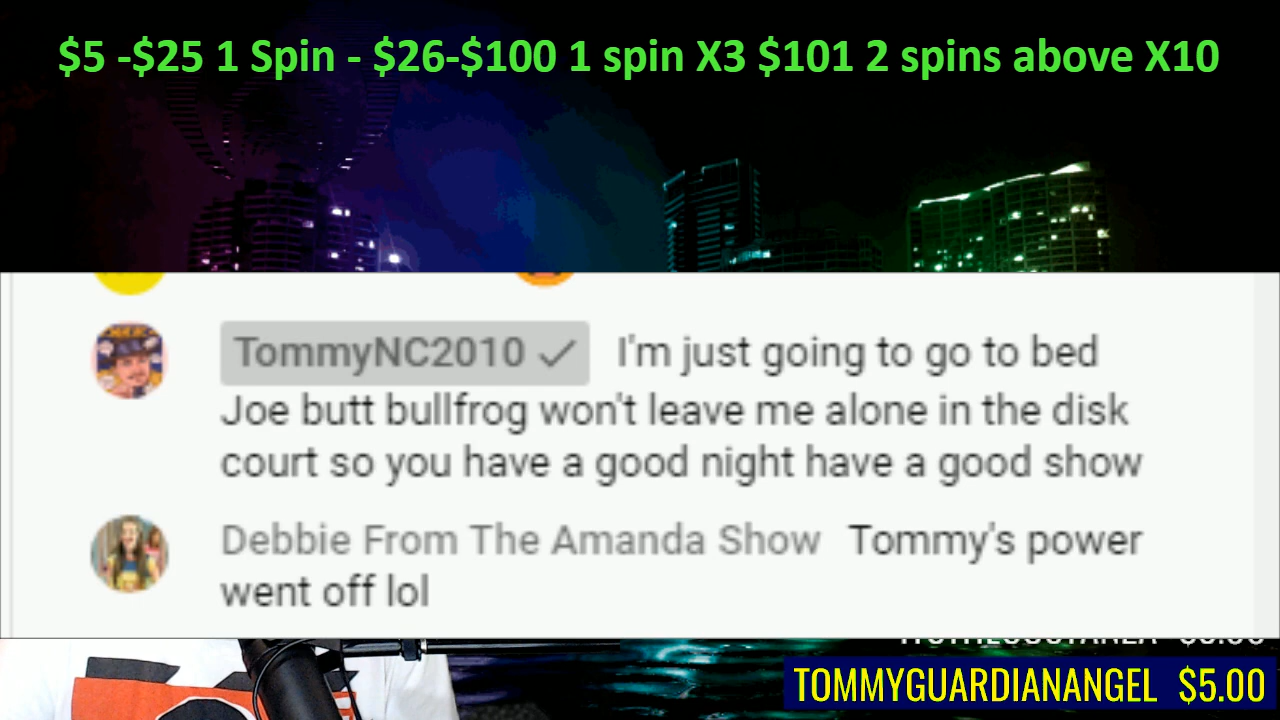 $5 -$25 1 Spin - $26-$100 1 spin X3 $101 2 spins above X10
TommyNC2010 I'm just going to go to bed
Joe butt bullfrog won't leave me alone in the disk
court so you have a good night have a good show
Debbie From The Amanda Show Tommy's power
went off lol
TOMMYGUARDIANANGEL $5.00